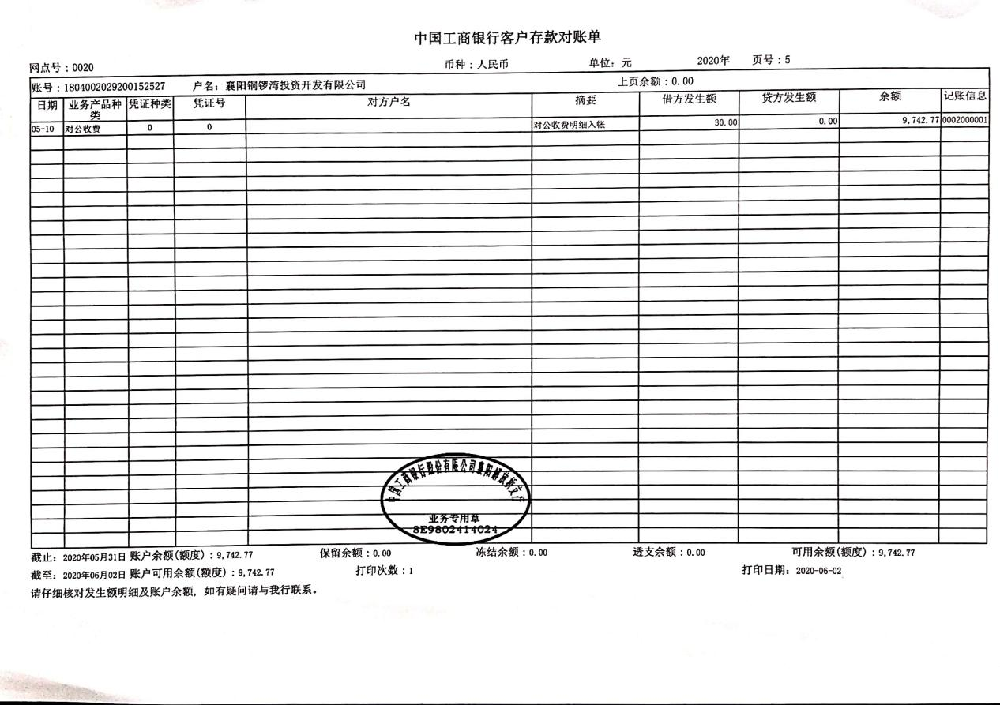 中国工商银行客户存款对账单
网点号：0020 币种：人民币 单位：元 2020年 页号：5
账号：1804002029200152527 户名：襄阳铜锣湾投资开发有限公司 上页余额：0.00
日期 业务产品种类 凭证种类 凭证号 对方户名 摘要 借方发生额 贷方发生额 余额 记账信息
05-10 对公收费 0 0 对公收费明细入帐 30.00 0.00 9,742.77 0002000001
中国工商银行股份有限公司襄阳解放桥支行
业务专用章
8E9802414024
截止：2020年05月31日 账户余额(额度)：9,742.77 保留余额：0.00 冻结余额：0.00 透支余额：0.00 可用余额(额度)：9,742.77
截至：2020年06月02日 账户可用余额(额度)：9,742.77 打印次数：1 打印日期：2020-06-02
请仔细核对发生额明细及账户余额，如有疑问请与我行联系。